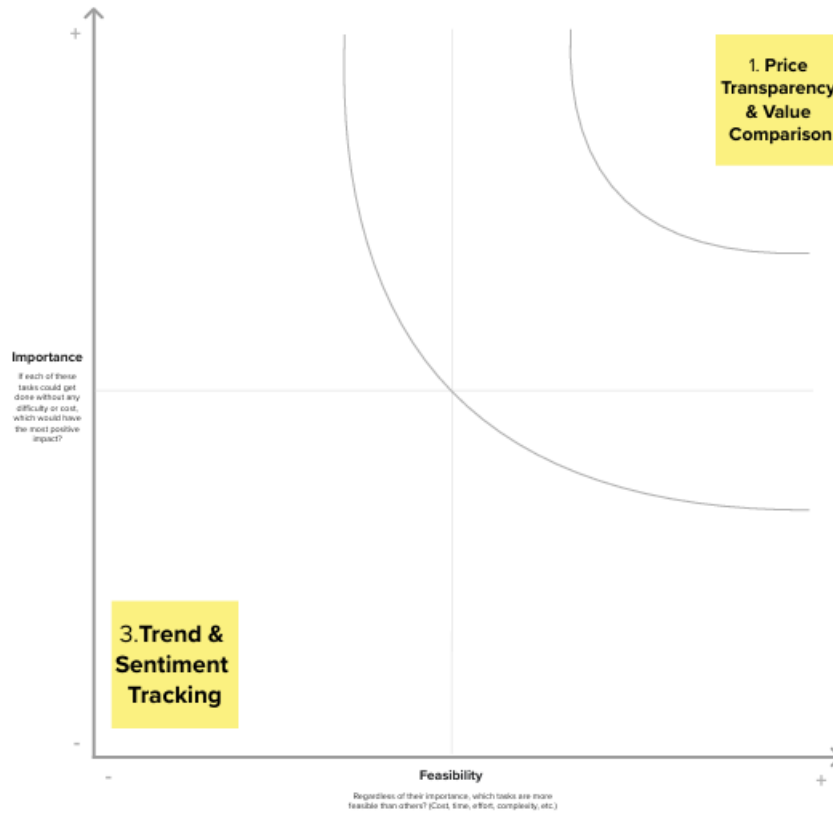 +
1. Price
Transparency
& Value
Comparison
Importance
If each of these
tasks could get
done without any
difficulty or cost,
which would have
the most positive
impact?
3.Trend &
Sentiment
Tracking
-
-
Feasibility
+
Regardless of their importance, which tasks are more
feasible than others? (Cost, time, effort, complexity, etc.)